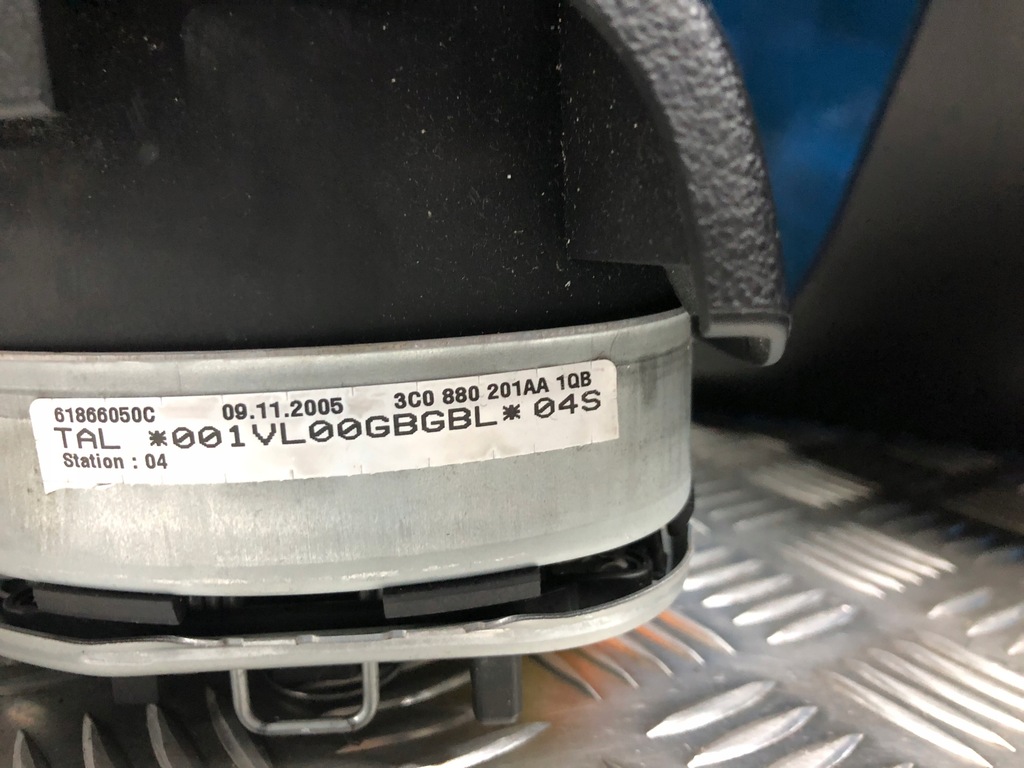 61866050C 09.11.2005 3C0 880 201AA 1QB
TAL *001VL00GBGBL* 04S
Station : 04